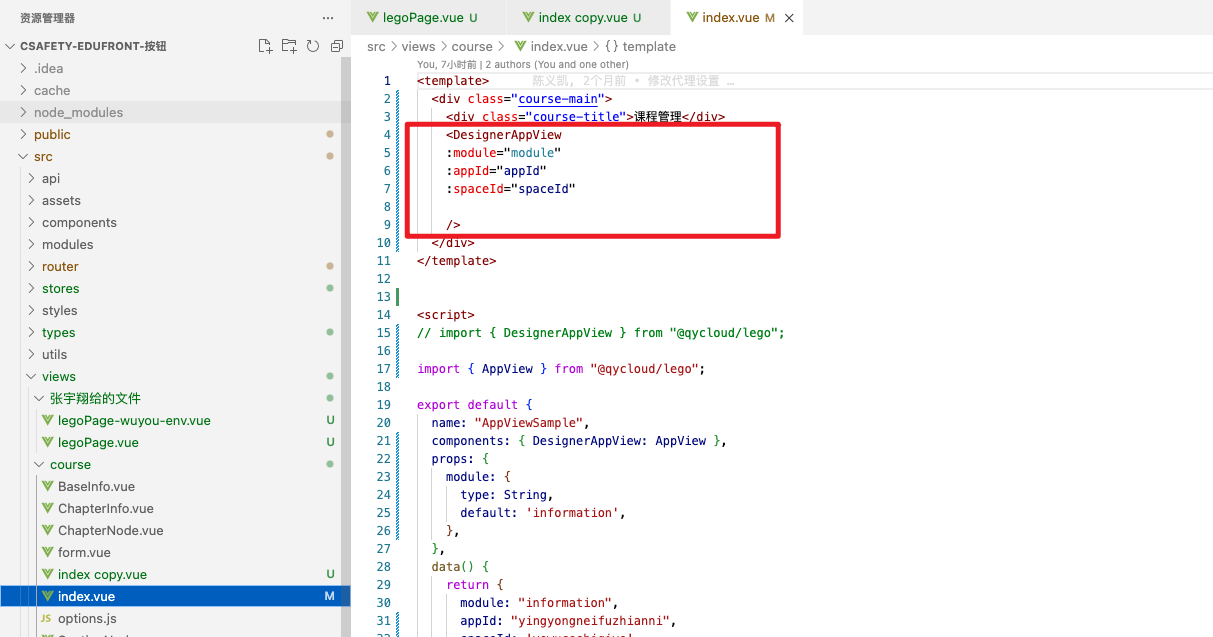 资源管理器
···
CSAFETY-EDUFRONT-按钮
.idea
cache
node_modules
public
src
api
assets
components
modules
router
stores
styles
types
utils
views
张宇翔给的文件
legoPage-wuyou-env.vue U
legoPage.vue U
course
BaseInfo.vue
ChapterInfo.vue
ChapterNode.vue
form.vue
index copy.vue U
index.vue M
JS options.js
legoPage.vue U
index copy.vue U
index.vue M ×
src > views > course > index.vue > {} template
You, 7小时前 | 2 authors (You and one other)
1 <template> 陈义凯, 2个月前 • 修改代理设置 …
2 <div class="course-main">
3 <div class="course-title">课程管理</div>
4 <DesignerAppView
5 :module="module"
6 :appId="appId"
7 :spaceId="spaceId"
8
9 />
10 </div>
11 </template>
12
13
14 <script>
15 // import { DesignerAppView } from "@qycloud/lego";
16
17 import { AppView } from "@qycloud/lego";
18
19 export default {
20 name: "AppViewSample",
21 components: { DesignerAppView: AppView },
22 props: {
23 module: {
24 type: String,
25 default: 'information',
26 },
27 },
28 data() {
29 return {
30 module: "information",
31 appId: "yingyongneifuzhianni",